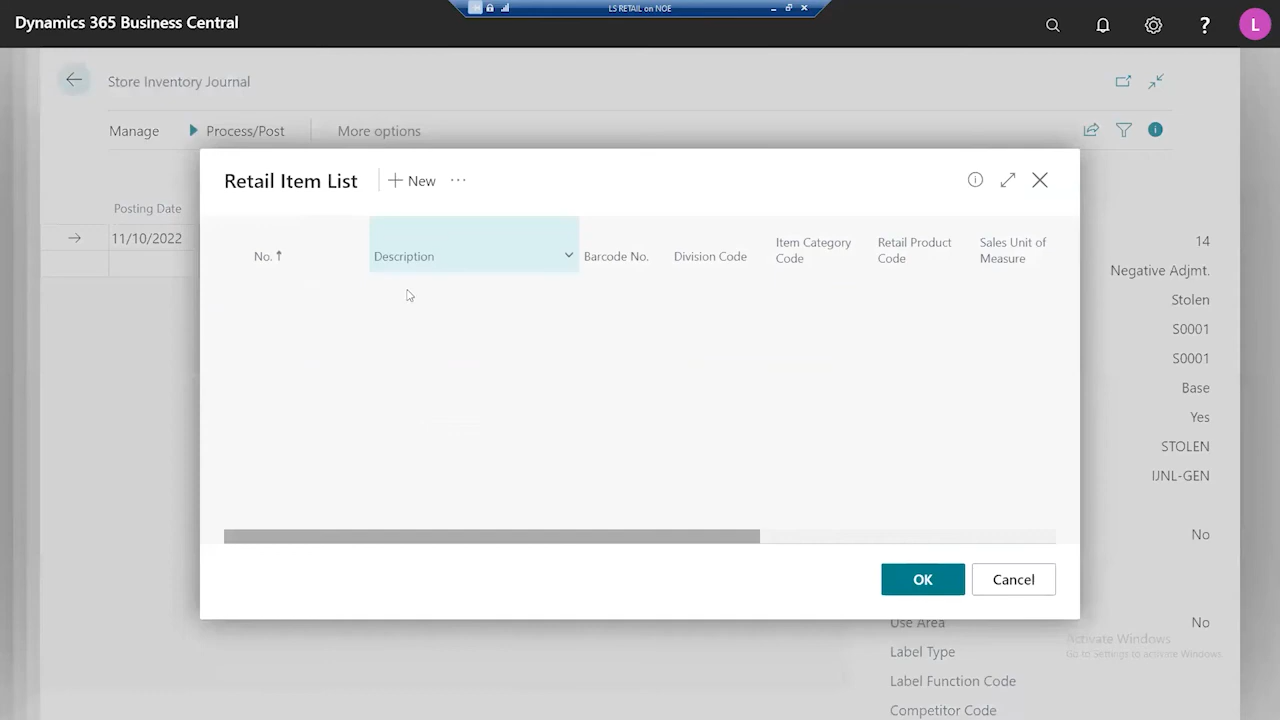 LS RETAIL on NOE
Dynamics 365 Business Central
?
L
Store Inventory Journal
Manage
Process/Post
More options
Retail Item List
New
Posting Date
11/10/2022
No.
Description
Barcode No.
Division Code
Item Category
Code
Retail Product
Code
Sales Unit of
Measure
14
Negative Adjmt.
Stolen
S0001
S0001
Base
Yes
STOLEN
IJNL-GEN
No
OK
Cancel
Use Area
No
Label Type
Label Function Code
Competitor Code
Activate Windows
Go to Settings to activate Windows.